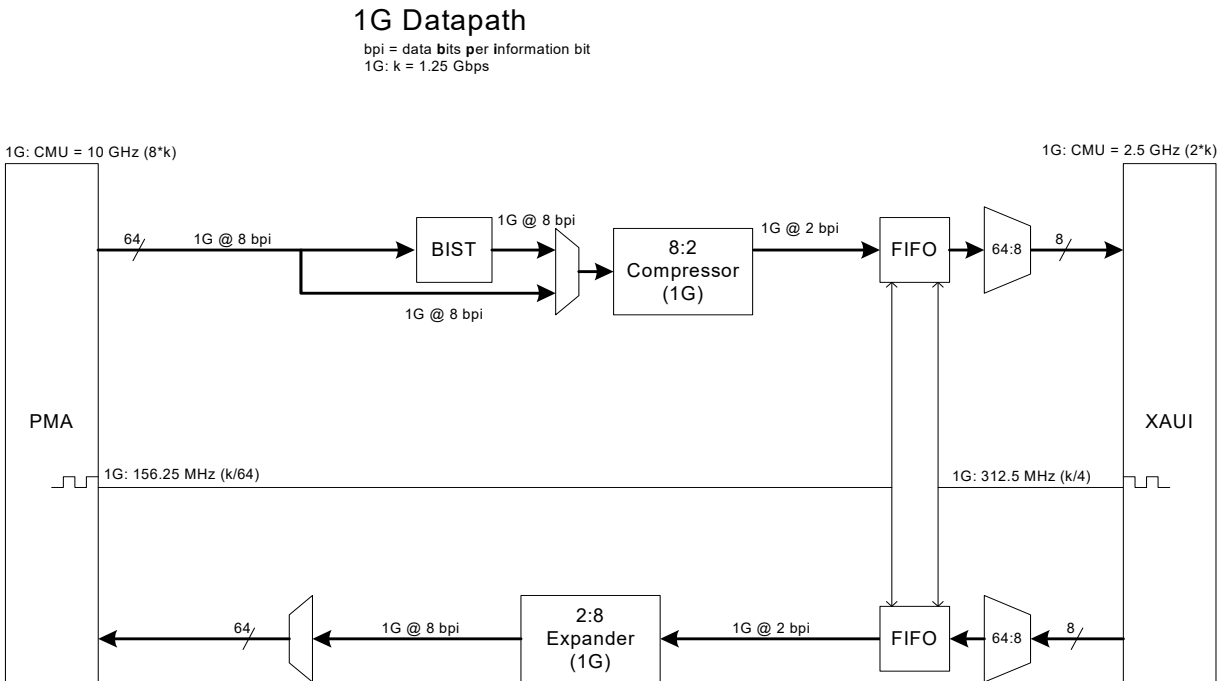 1G Datapath
bpi = data bits per information bit
1G: k = 1.25 Gbps
1G: CMU = 10 GHz (8*k)
1G: CMU = 2.5 GHz (2*k)
64
1G @ 8 bpi
BIST
1G @ 8 bpi
1G @ 8 bpi
8:2
Compressor
(1G)
1G @ 2 bpi
FIFO
64:8
8
PMA
XAUI
1G: 156.25 MHz (k/64)
1G: 312.5 MHz (k/4)
64
1G @ 8 bpi
2:8
Expander
(1G)
1G @ 2 bpi
FIFO
64:8
8